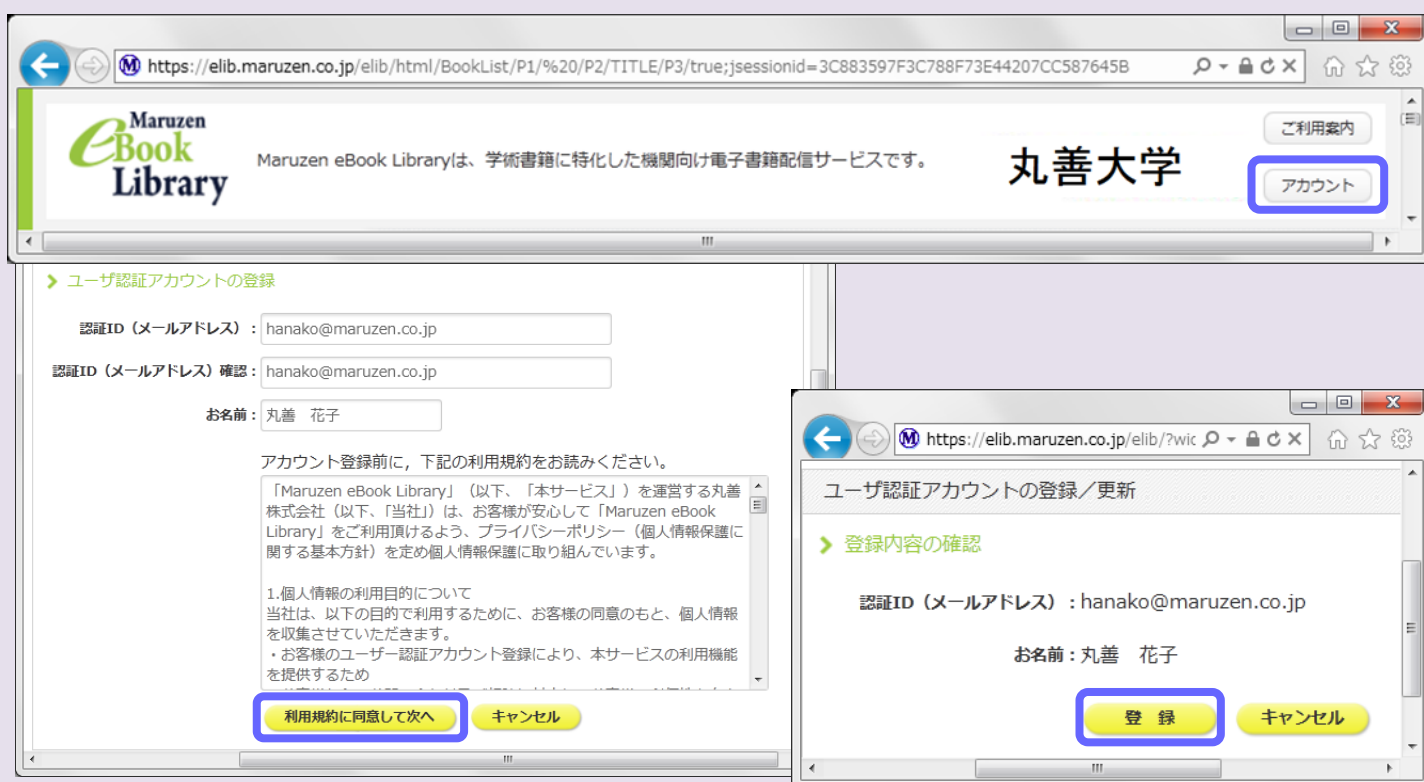 https://elib.maruzen.co.jp/elib/html/BookList/P1/%20/P2/TITLE/P3/true;jsessionid=3C883597F3C788F73E44207CC587645B
Maruzen
eBook
Library
Maruzen eBook Libraryは、学術書籍に特化した機関向け電子書籍配信サービスです。
丸善大学
ご利用案内
アカウント
ユーザ認証アカウントの登録
認証ID（メールアドレス）：hanako@maruzen.co.jp
認証ID（メールアドレス）確認：hanako@maruzen.co.jp
お名前：丸善　花子
アカウント登録前に，下記の利用規約をお読みください。
「Maruzen eBook Library」（以下、「本サービス」）を運営する丸善
株式会社（以下、「当社」）は、お客様が安心して「Maruzen eBook
Library」をご利用頂けるよう、プライバシーポリシー（個人情報保護に
関する基本方針）を定め個人情報保護に取り組んでいます。
1.個人情報の利用目的について
当社は、以下の目的で利用するために、お客様の同意のもと、個人情報
を収集させていただきます。
・お客様のユーザー認証アカウント登録により、本サービスの利用機能
を提供するため
利用規約に同意して次へ
キャンセル
https://elib.maruzen.co.jp/elib/?wic
ユーザ認証アカウントの登録／更新
登録内容の確認
認証ID（メールアドレス）：hanako@maruzen.co.jp
お名前：丸善　花子
登 録
キャンセル